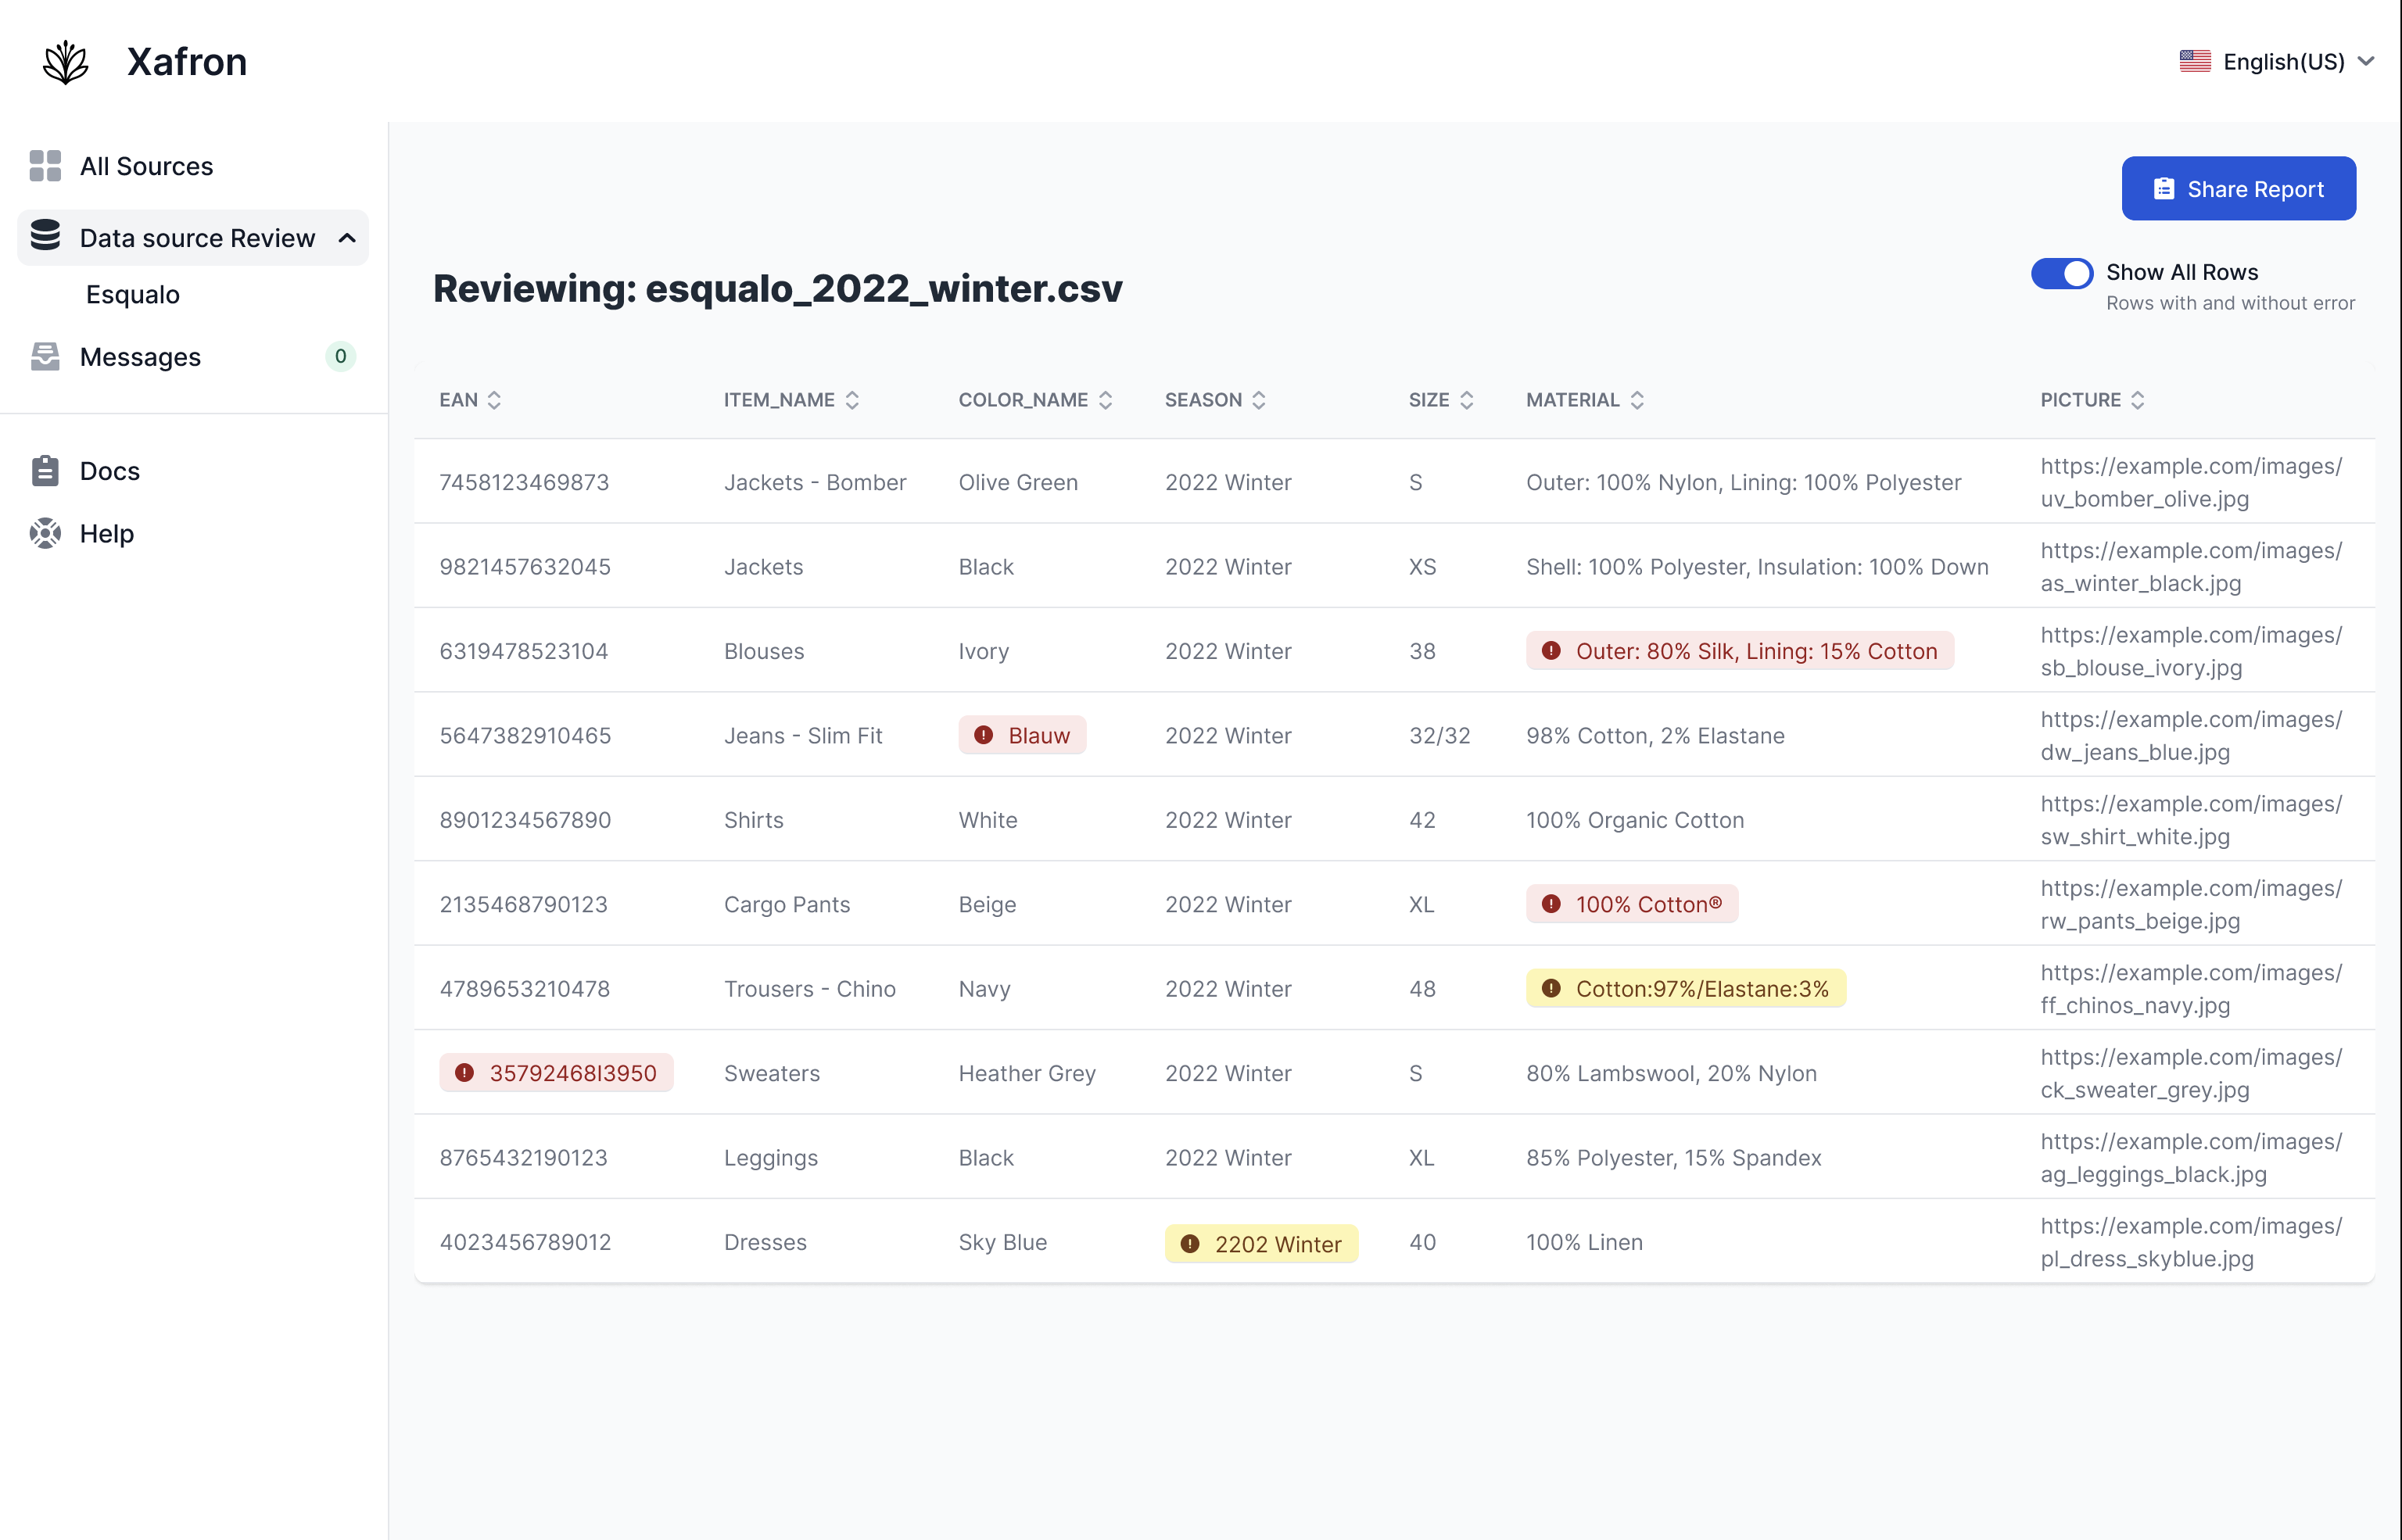 Xafron
English(US)
All Sources
Data source Review
Esqualo
Messages 0
Docs
Help
Share Report
Reviewing: esqualo_2022_winter.csv
Show All Rows
Rows with and without error
EAN ITEM_NAME COLOR_NAME SEASON SIZE MATERIAL PICTURE
7458123469873 Jackets - Bomber Olive Green 2022 Winter S Outer: 100% Nylon, Lining: 100% Polyester https://example.com/images/
uv_bomber_olive.jpg
9821457632045 Jackets Black 2022 Winter XS Shell: 100% Polyester, Insulation: 100% Down https://example.com/images/
as_winter_black.jpg
6319478523104 Blouses Ivory 2022 Winter 38 Outer: 80% Silk, Lining: 15% Cotton https://example.com/images/
sb_blouse_ivory.jpg
5647382910465 Jeans - Slim Fit Blauw 2022 Winter 32/32 98% Cotton, 2% Elastane https://example.com/images/
dw_jeans_blue.jpg
8901234567890 Shirts White 2022 Winter 42 100% Organic Cotton https://example.com/images/
sw_shirt_white.jpg
2135468790123 Cargo Pants Beige 2022 Winter XL 100% Cotton® https://example.com/images/
rw_pants_beige.jpg
4789653210478 Trousers - Chino Navy 2022 Winter 48 Cotton:97%/Elastane:3% https://example.com/images/
ff_chinos_navy.jpg
35792468I3950 Sweaters Heather Grey 2022 Winter S 80% Lambswool, 20% Nylon https://example.com/images/
ck_sweater_grey.jpg
8765432190123 Leggings Black 2022 Winter XL 85% Polyester, 15% Spandex https://example.com/images/
ag_leggings_black.jpg
4023456789012 Dresses Sky Blue 2202 Winter 40 100% Linen https://example.com/images/
pl_dress_skyblue.jpg